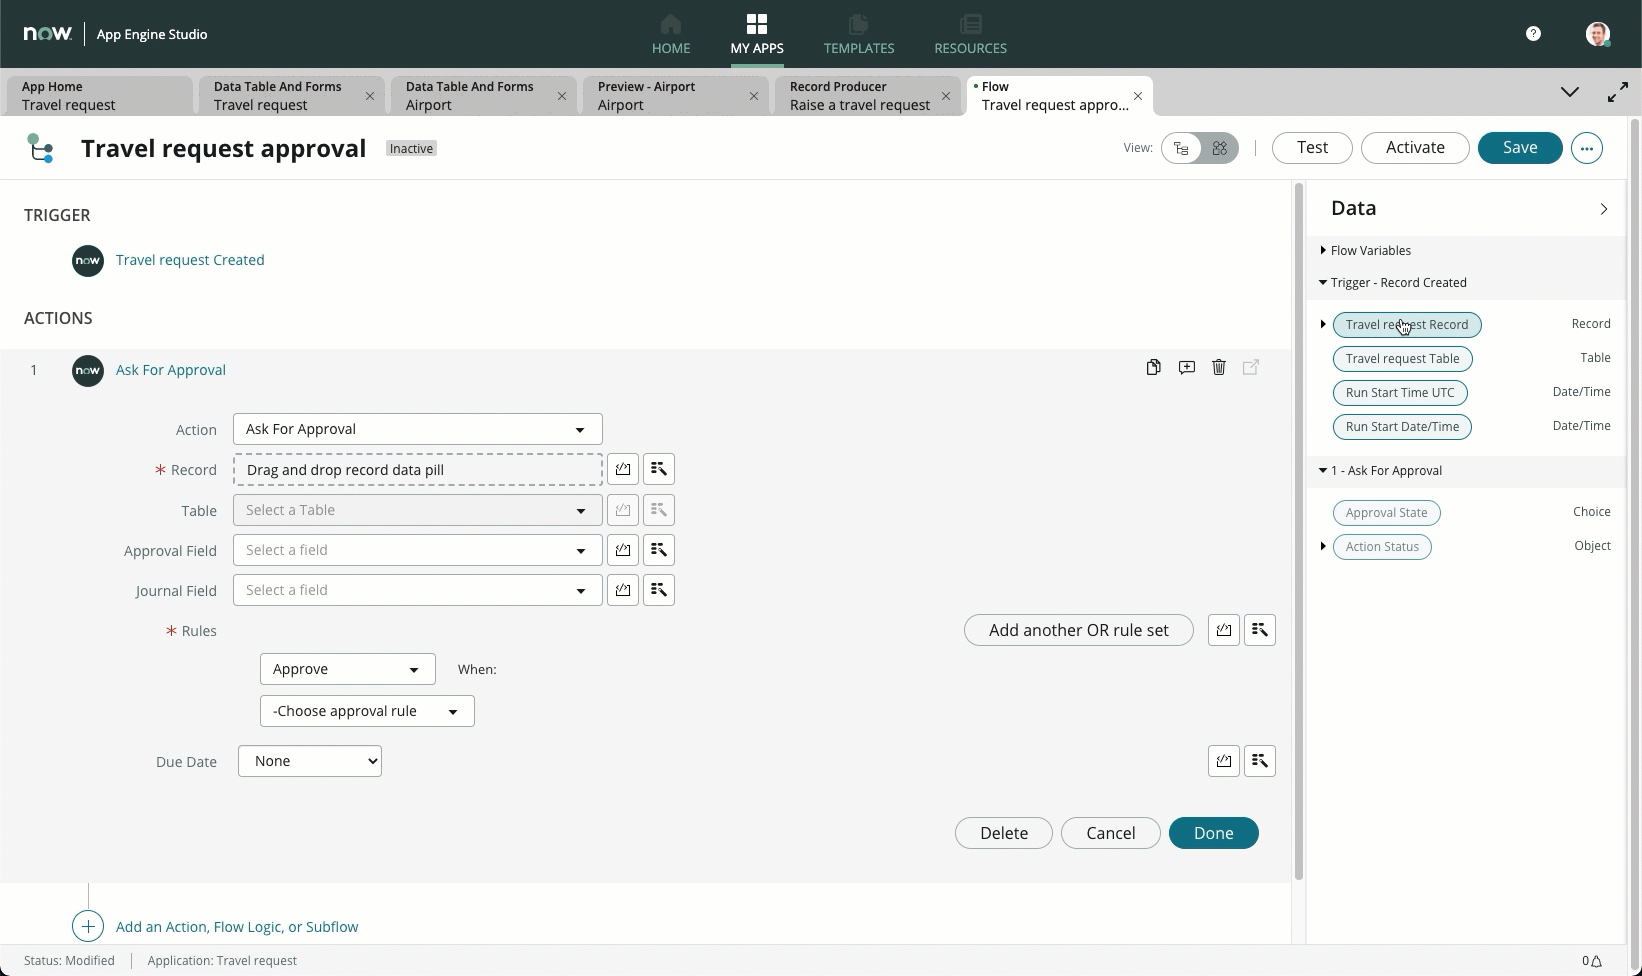 now App Engine Studio
HOME
MY APPS
TEMPLATES
RESOURCES
?
App Home
Travel request
Data Table And Forms
Travel request
Data Table And Forms
Airport
Preview - Airport
Airport
Record Producer
Raise a travel request
Flow
Travel request appro...
Travel request approval Inactive
View:
Test
Activate
Save
TRIGGER
now Travel request Created
ACTIONS
1 now Ask For Approval
Action Ask For Approval
* Record Drag and drop record data pill
Table Select a Table
Approval Field Select a field
Journal Field Select a field
* Rules Add another OR rule set
Approve When:
-Choose approval rule
Due Date None
Delete Cancel Done
Add an Action, Flow Logic, or Subflow
Data
Flow Variables
Trigger - Record Created
Travel request Record Record
Travel request Table Table
Run Start Time UTC Date/Time
Run Start Date/Time Date/Time
1 - Ask For Approval
Approval State Choice
Action Status Object
Status: Modified Application: Travel request 0